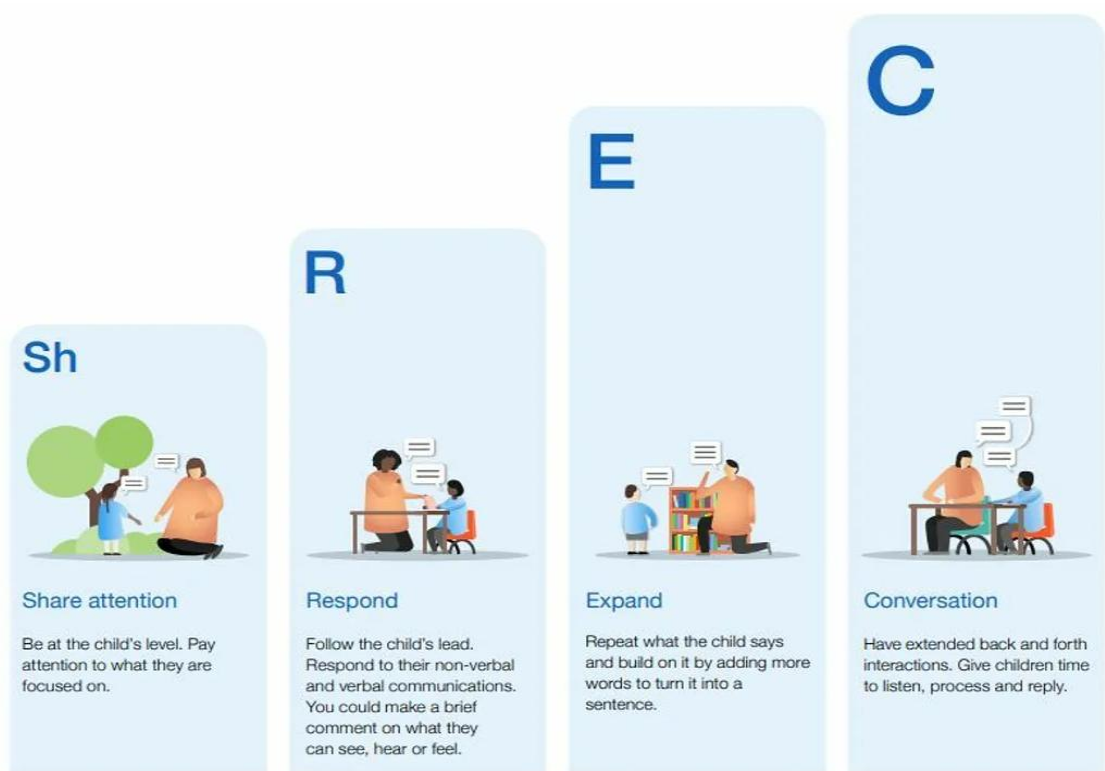 Sh
Share attention
Be at the child's level. Pay
attention to what they are
focused on.
R
Respond
Follow the child's lead.
Respond to their non-verbal
and verbal communications.
You could make a brief
comment on what they
can see, hear or feel.
E
Expand
Repeat what the child says
and build on it by adding more
words to turn it into a
sentence.
C
Conversation
Have extended back and forth
interactions. Give children time
to listen, process and reply.